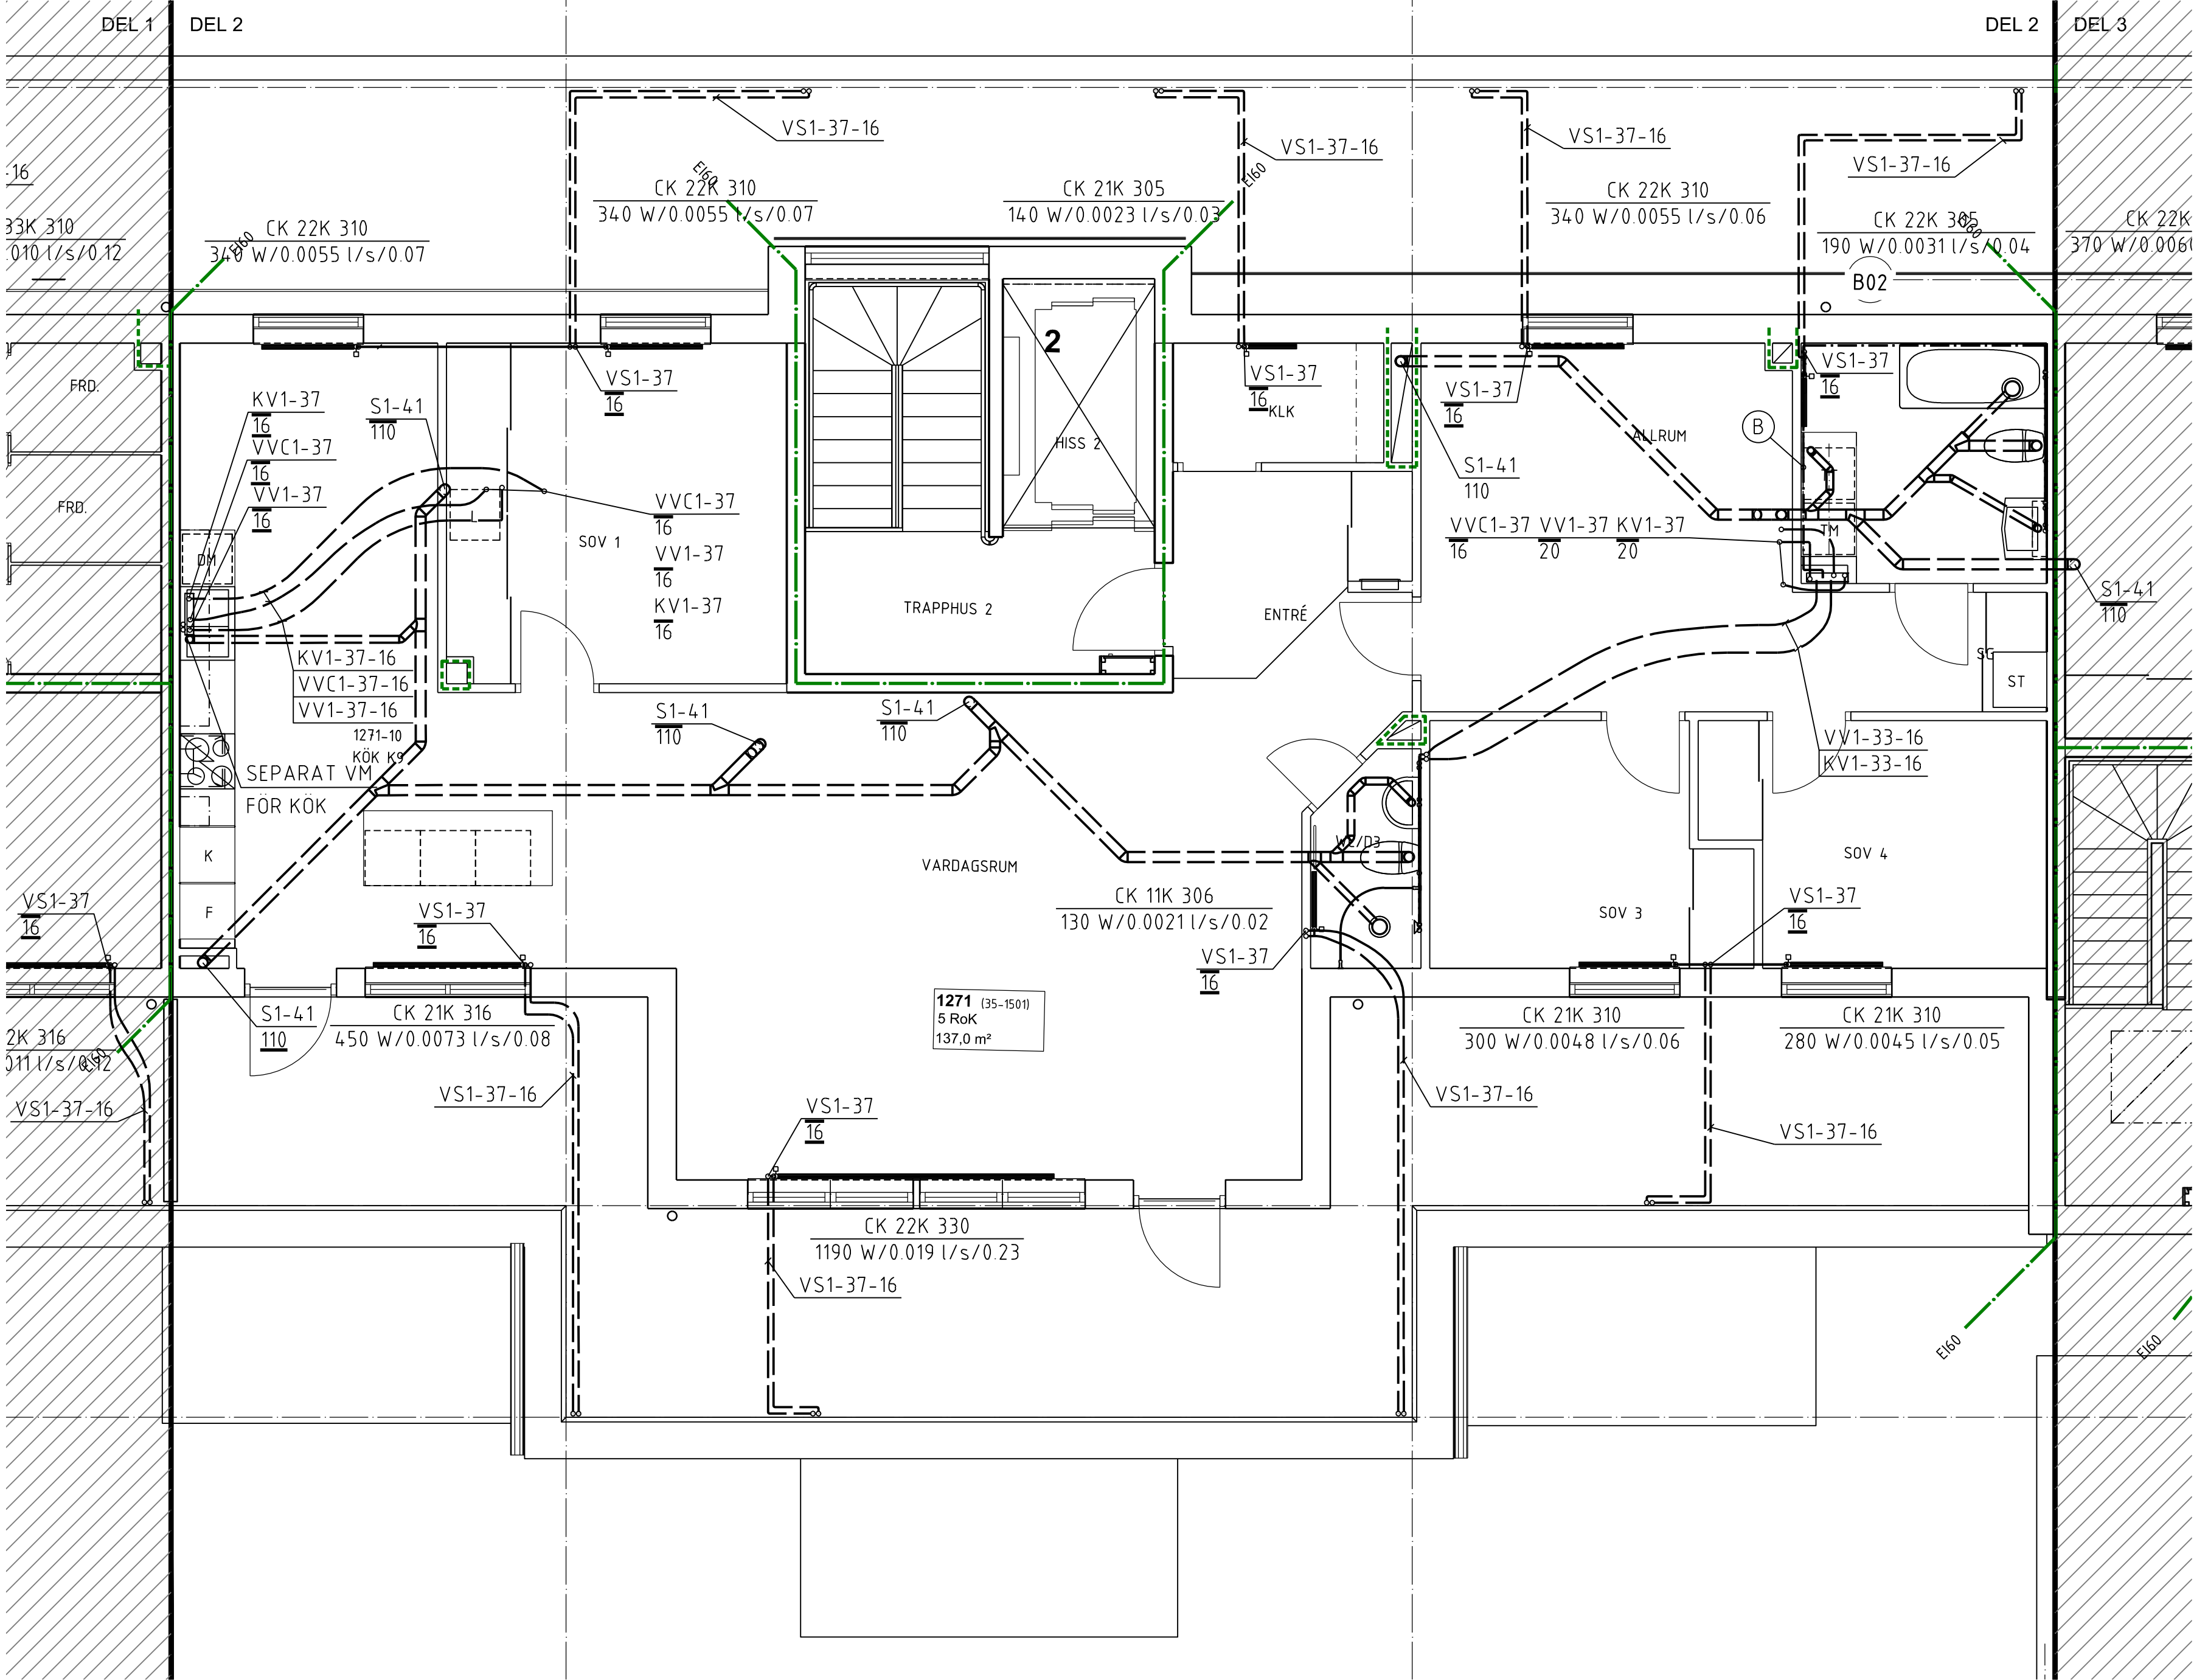 DEL 1
DEL 2
DEL 2
DEL 3
VS1-37-16
VS1-37-16
VS1-37-16
VS1-37-16
-16
EI60
EI60
CK 22K 310
340 W/0.0055 l/s/0.07
CK 21K 305
140 W/0.0023 l/s/0.03
CK 22K 310
340 W/0.0055 l/s/0.06
CK 22K 305
190 W/0.0031 l/s/0.04
EI60
CK 22K
370 W/0.006
33K 310
010 l/s/0.12
CK 22K 310
340 W/0.0055 l/s/0.07
EI60
B02
2
FRD.
FRD.
KV1-37
16
VVC1-37
16
VV1-37
16
S1-41
110
VS1-37
16
VS1-37
16
KLK
HISS 2
VS1-37
16
ALLRUM
B
VS1-37
16
S1-41
110
L
DM
SOV 1
VVC1-37
16
VV1-37
16
KV1-37
16
VVC1-37 VV1-37 KV1-37
16 20 20
TM
S1-41
110
TRAPPHUS 2
ENTRÉ
SG
ST
KV1-37-16
VVC1-37-16
VV1-37-16
1271-10
KÖK K9
SEPARAT VM
FÖR KÖK
S1-41
110
S1-41
110
VV1-33-16
KV1-33-16
K
F
VARDAGSRUM
WC/D3
SOV 3
SOV 4
VS1-37
16
VS1-37
16
CK 11K 306
130 W/0.0021 l/s/0.02
VS1-37
16
VS1-37
16
S1-41
110
CK 21K 316
450 W/0.0073 l/s/0.08
1271 (35-1501)
5 RoK
137,0 m²
CK 21K 310
300 W/0.0048 l/s/0.06
CK 21K 310
280 W/0.0045 l/s/0.05
2K 316
011 l/s/0.12
EI60
VS1-37-16
VS1-37-16
VS1-37
16
VS1-37-16
VS1-37-16
CK 22K 330
1190 W/0.019 l/s/0.23
VS1-37-16
EI60
EI60